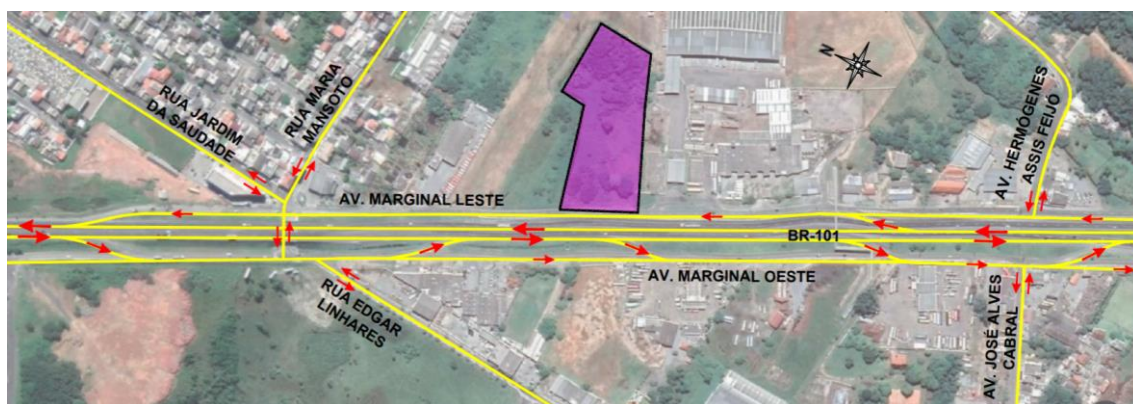 RUA JARDIM
DA SAUDADE
RUA MARIA
MANSOTO
N
AV. HERMÓGENES
ASSIS FEIJÓ
AV. MARGINAL LESTE
BR-101
AV. MARGINAL OESTE
RUA EDGAR
LINHARES
AV. JOSÉ ALVES
CABRAL